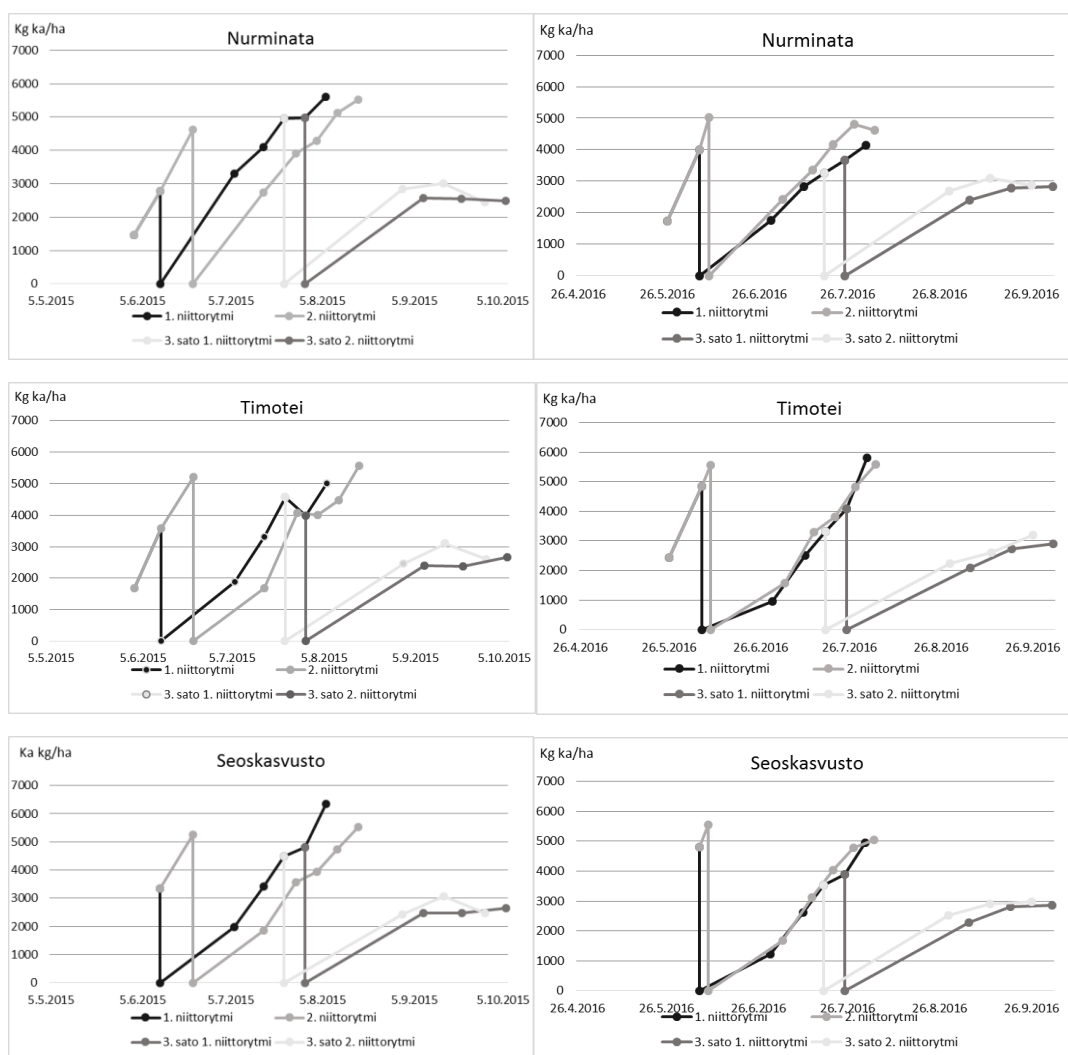 Kg ka/ha
Nurminata
7000
6000
5000
4000
3000
2000
1000
0
5.5.2015 5.6.2015 5.7.2015 5.8.2015 5.9.2015 5.10.2015
1. niittorytmi 2. niittorytmi
3. sato 1. niittorytmi 3. sato 2. niittorytmi
Kg ka/ha
Nurminata
7000
6000
5000
4000
3000
2000
1000
0
26.4.2016 26.5.2016 26.6.2016 26.7.2016 26.8.2016 26.9.2016
1. niittorytmi 2. niittorytmi
3. sato 1. niittorytmi 3. sato 2. niittorytmi
Kg ka/ha
Timotei
7000
6000
5000
4000
3000
2000
1000
0
5.5.2015 5.6.2015 5.7.2015 5.8.2015 5.9.2015 5.10.2015
1. niittorytmi 2. niittorytmi
3. sato 1. niittorytmi 3. sato 2. niittorytmi
Kg ka/ha
Timotei
7000
6000
5000
4000
3000
2000
1000
0
26.4.2016 26.5.2016 26.6.2016 26.7.2016 26.8.2016 26.9.2016
1. niittorytmi 2. niittorytmi
3. sato 1. niittorytmi 3. sato 2. niittorytmi
Ka kg/ha
Seoskasvusto
7000
6000
5000
4000
3000
2000
1000
0
5.5.2015 5.6.2015 5.7.2015 5.8.2015 5.9.2015 5.10.2015
1. niittorytmi 2. niittorytmi
3. sato 1. niittorytmi 3. sato 2. niittorytmi
Kg ka/ha
Seoskasvusto
7000
6000
5000
4000
3000
2000
1000
0
26.4.2016 26.5.2016 26.6.2016 26.7.2016 26.8.2016 26.9.2016
1. niittorytmi 2. niittorytmi
3. sato 1. niittorytmi 3. sato 2. niittorytmi